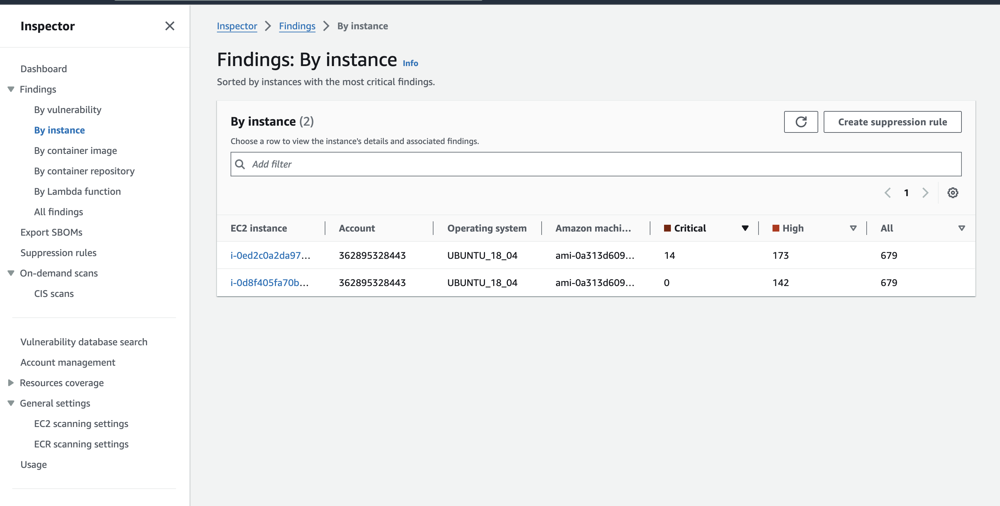 Inspector
Dashboard
Findings
By vulnerability
By instance
By container image
By container repository
By Lambda function
All findings
Export SBOMs
Suppression rules
On-demand scans
CIS scans
Vulnerability database search
Account management
Resources coverage
General settings
EC2 scanning settings
ECR scanning settings
Usage
Inspector > Findings > By instance
Findings: By instance Info
Sorted by instances with the most critical findings.
By instance (2)
Create suppression rule
Choose a row to view the instance's details and associated findings.
Add filter
1
EC2 instance Account Operating system Amazon machi... Critical High All
i-0ed2c0a2da97... 362895328443 UBUNTU_18_04 ami-0a313d609... 14 173 679
i-0d8f405fa70b... 362895328443 UBUNTU_18_04 ami-0a313d609... 0 142 679